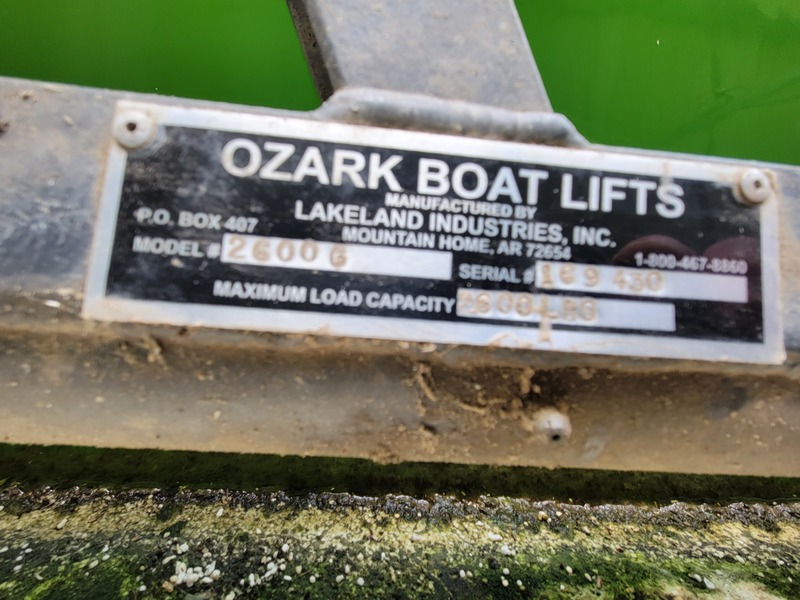 OZARK BOAT LIFTS
MANUFACTURED BY
LAKELAND INDUSTRIES, INC.
P.O. BOX 407
MOUNTAIN HOME, AR 72654
1-800-467-8860
MODEL # 2600 G
SERIAL # 169 430
MAXIMUM LOAD CAPACITY